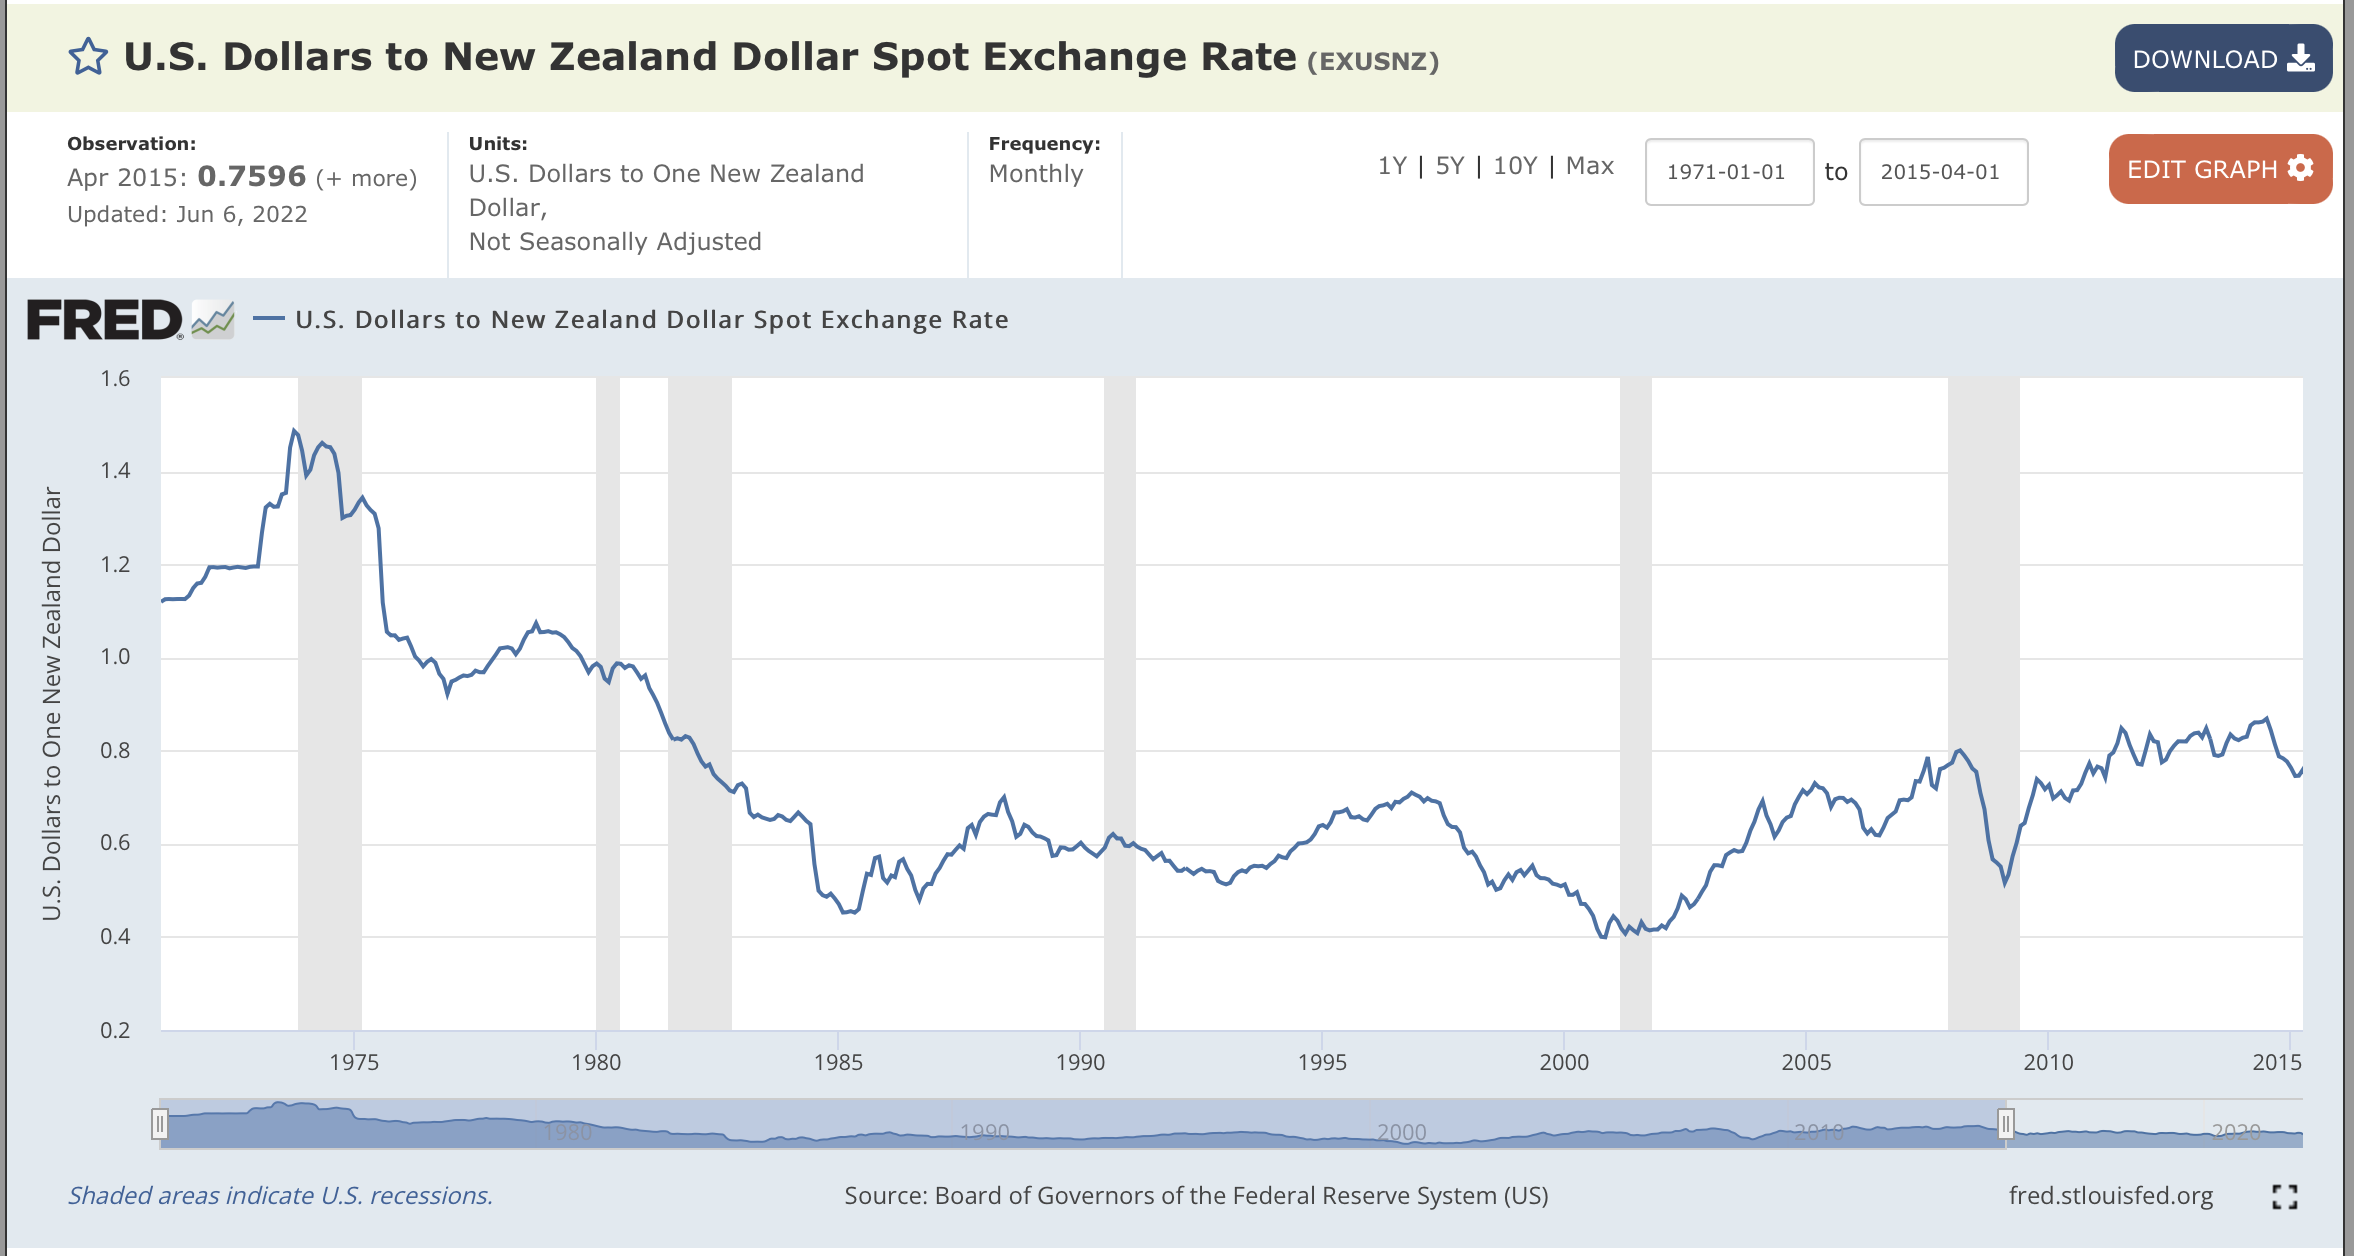 U.S. Dollars to New Zealand Dollar Spot Exchange Rate (EXUSNZ)
DOWNLOAD
Observation:
Apr 2015: 0.7596 (+ more)
Updated: Jun 6, 2022
Units:
U.S. Dollars to One New Zealand
Dollar,
Not Seasonally Adjusted
Frequency:
Monthly
1Y | 5Y | 10Y | Max
1971-01-01 to 2015-04-01
EDIT GRAPH
FRED®
U.S. Dollars to New Zealand Dollar Spot Exchange Rate
U.S. Dollars to One New Zealand Dollar
1.6
1.4
1.2
1.0
0.8
0.6
0.4
0.2
1975 1980 1985 1990 1995 2000 2005 2010 2015
1980 1990 2000 2010 2020
Shaded areas indicate U.S. recessions.
Source: Board of Governors of the Federal Reserve System (US)
fred.stlouisfed.org